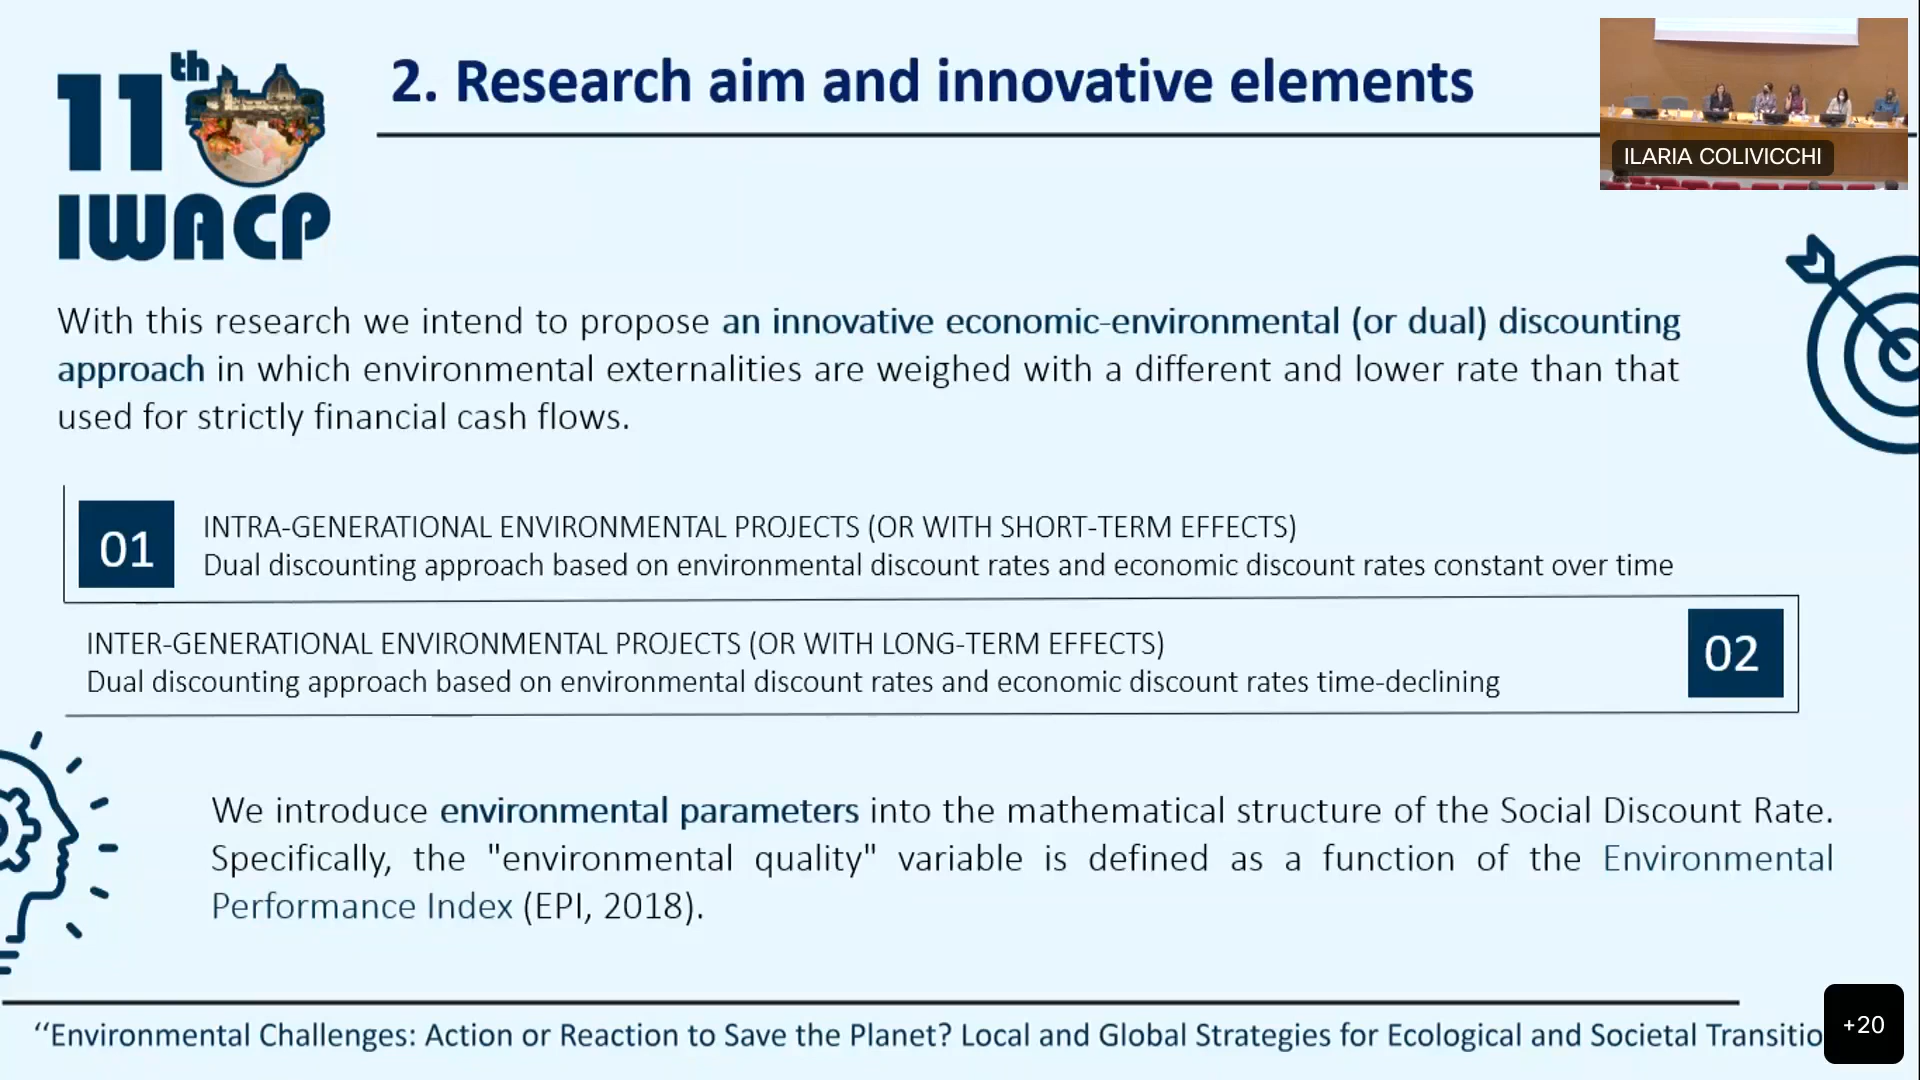 11th
IWACP
2. Research aim and innovative elements
ILARIA COLIVICCHI
With this research we intend to propose an innovative economic-environmental (or dual) discounting
approach in which environmental externalities are weighed with a different and lower rate than that
used for strictly financial cash flows.
01
INTRA-GENERATIONAL ENVIRONMENTAL PROJECTS (OR WITH SHORT-TERM EFFECTS)
Dual discounting approach based on environmental discount rates and economic discount rates constant over time
INTER-GENERATIONAL ENVIRONMENTAL PROJECTS (OR WITH LONG-TERM EFFECTS)
Dual discounting approach based on environmental discount rates and economic discount rates time-declining
02
We introduce environmental parameters into the mathematical structure of the Social Discount Rate.
Specifically, the "environmental quality" variable is defined as a function of the Environmental
Performance Index (EPI, 2018).
“Environmental Challenges: Action or Reaction to Save the Planet? Local and Global Strategies for Ecological and Societal Transitio
+20